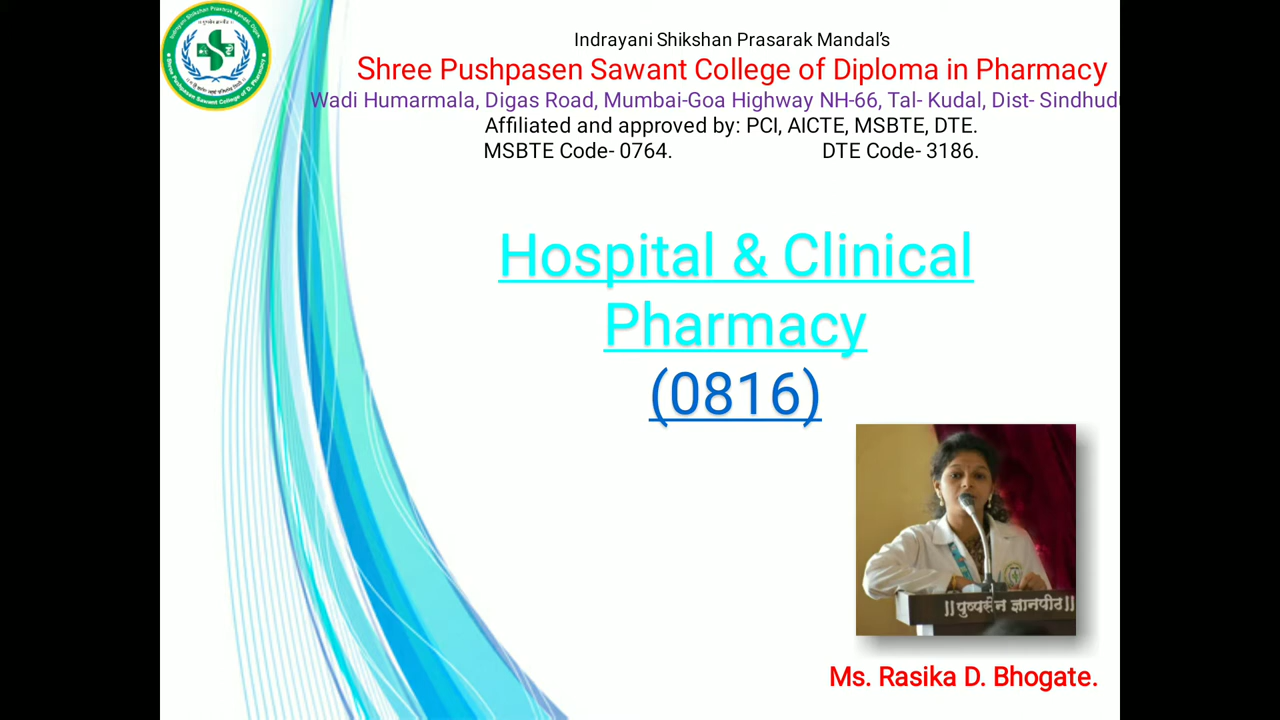 Indrayani Shikshan Prasarak Mandal's
Shree Pushpasen Sawant College of Diploma in Pharmacy
Wadi Humarmala, Digas Road, Mumbai-Goa Highway NH-66, Tal- Kudal, Dist- Sindhudu
Affiliated and approved by: PCI, AICTE, MSBTE, DTE.
MSBTE Code- 0764. DTE Code- 3186.
Hospital & Clinical
Pharmacy
(0816)
॥पुष्पसेन ज्ञानपीठ॥
Ms. Rasika D. Bhogate.